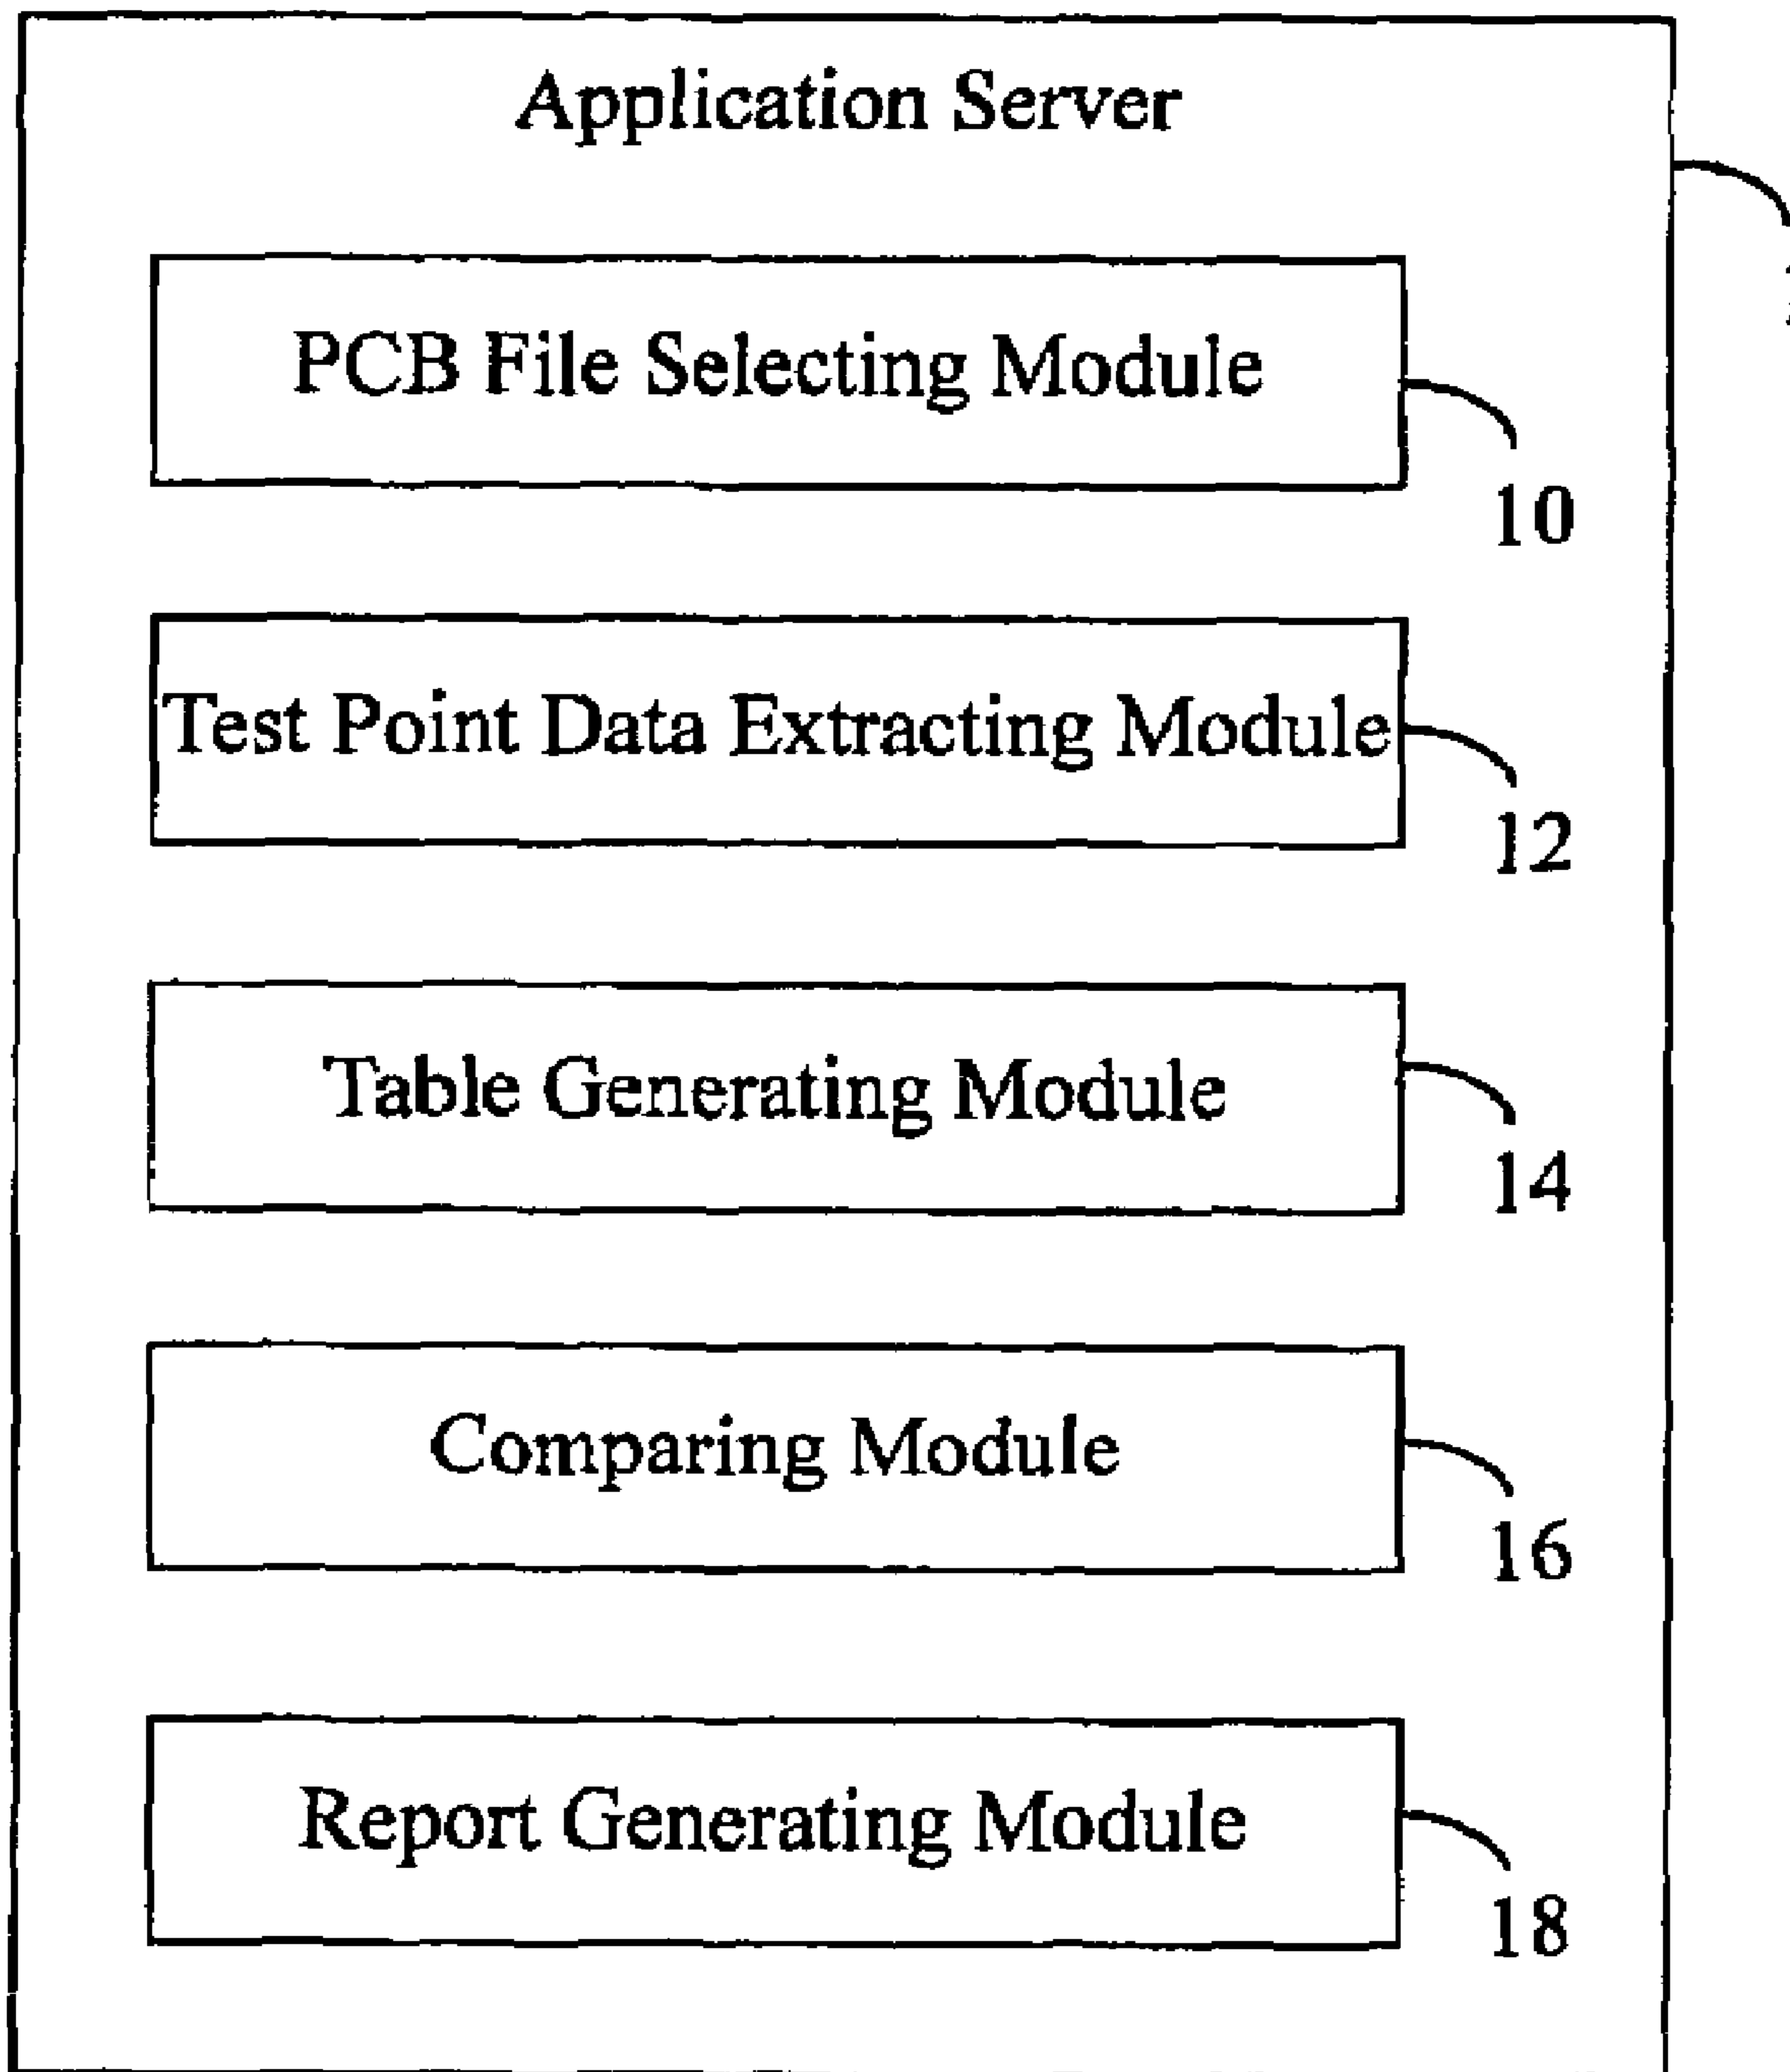 Application Server
PCB File Selecting Module
10
Test Point Data Extracting Module
12
Table Generating Module
14
Comparing Module
16
Report Generating Module
18